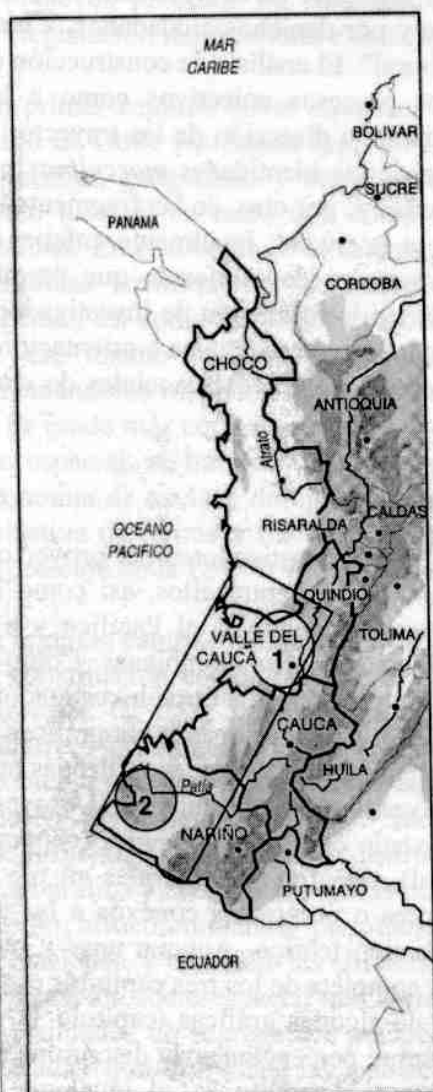 MAR
CARIBE
BOLIVAR
SUCRE
PANAMA
CORDOBA
CHOCO
ANTIOQUIA
Atrato
CALDAS
RISARALDA
OCEANO
PACIFICO
QUINDIO
VALLE DEL
CAUCA
TOLIMA
1
CAUCA
HUILA
Patía
2
NARIÑO
PUTUMAYO
ECUADOR